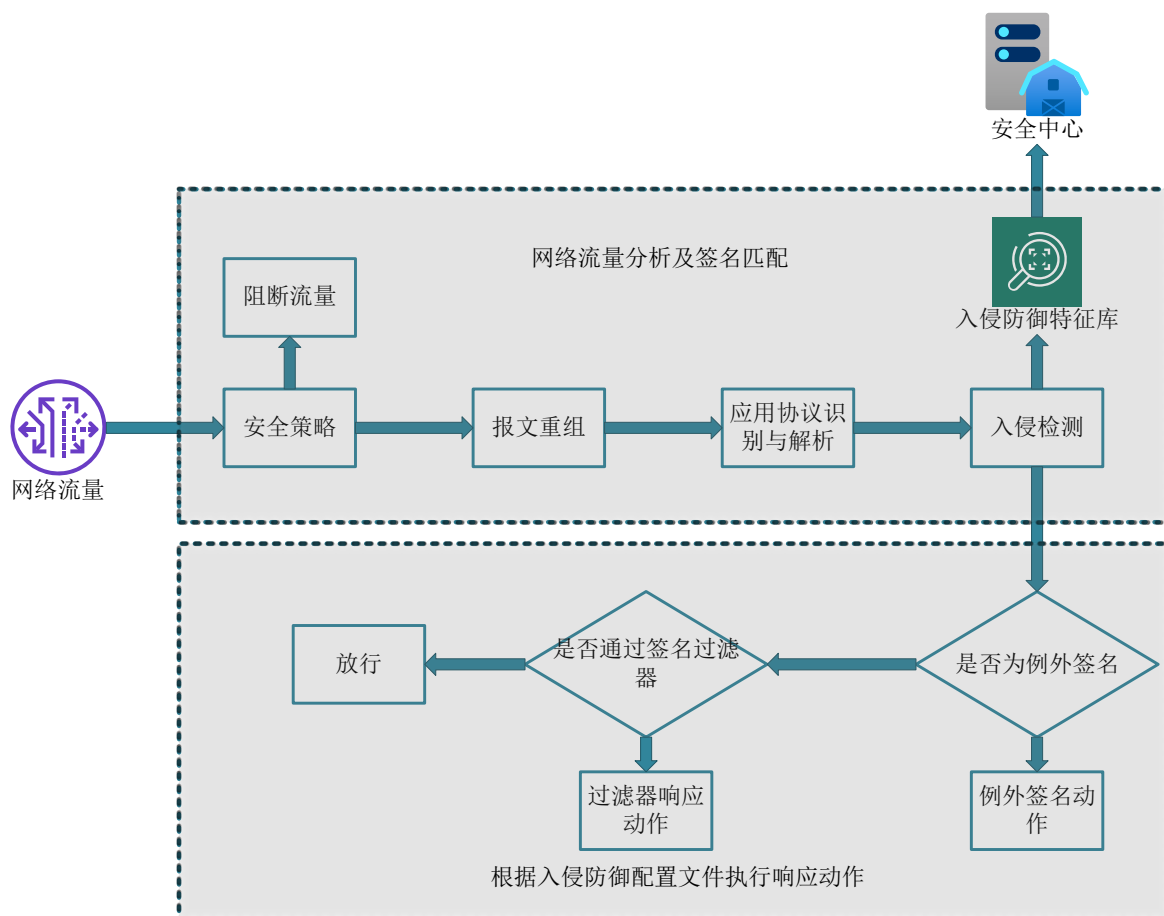 安全中心
网络流量分析及签名匹配
阻断流量
入侵防御特征库
网络流量
安全策略
报文重组
应用协议识
别与解析
入侵检测
放行
是否通过签名过滤
器
是否为例外签名
过滤器响应
动作
例外签名动
作
根据入侵防御配置文件执行响应动作